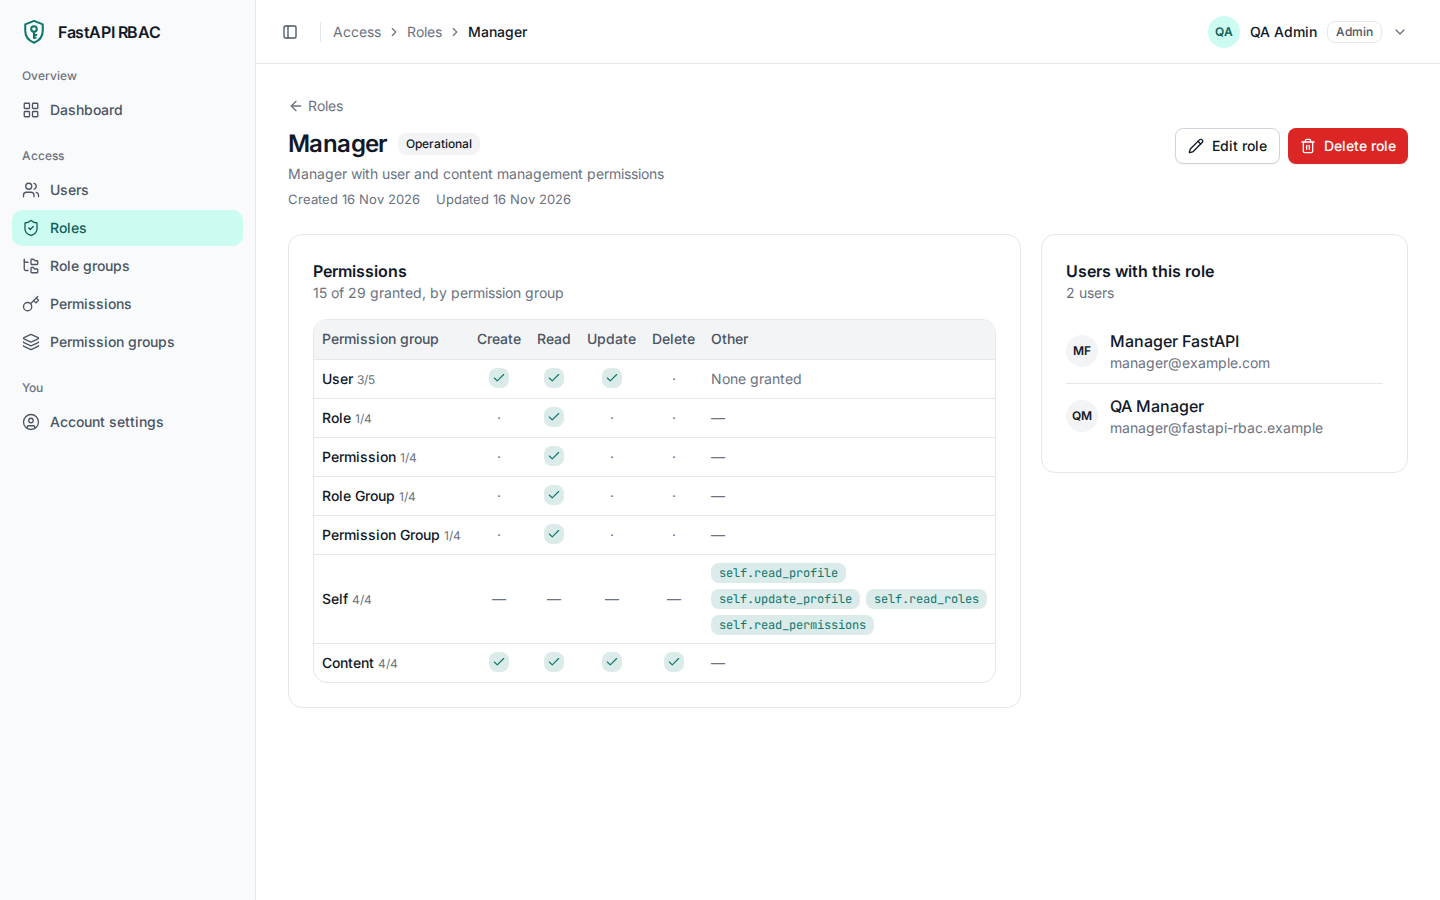 FastAPI RBAC
Overview
Dashboard
Access
Users
Roles
Role groups
Permissions
Permission groups
You
Account settings
Access > Roles > Manager
QA QA Admin Admin
Roles
Manager Operational
Edit role Delete role
Manager with user and content management permissions
Created 16 Nov 2026 Updated 16 Nov 2026
Permissions
15 of 29 granted, by permission group
Permission group Create Read Update Delete Other
User 3/5 · None granted
Role 1/4 · · · —
Permission 1/4 · · · —
Role Group 1/4 · · · —
Permission Group 1/4 · · · —
self.read_profile
Self 4/4 — — — — self.update_profile self.read_roles
self.read_permissions
Content 4/4 —
Users with this role
2 users
MF Manager FastAPI
manager@example.com
QM QA Manager
manager@fastapi-rbac.example